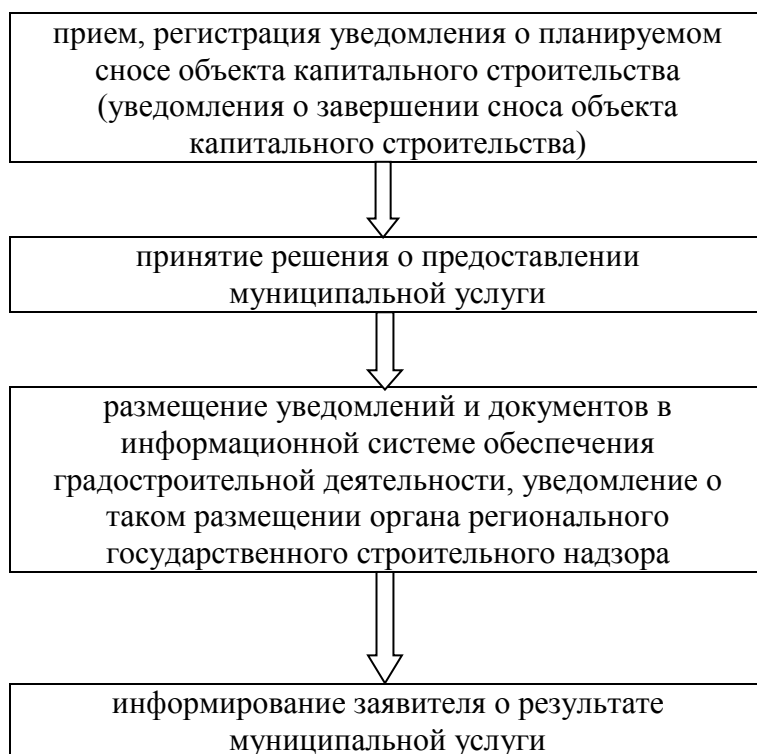 прием, регистрация уведомления о планируемом
сносе объекта капитального строительства
(уведомления о завершении сноса объекта
капитального строительства)
принятие решения о предоставлении
муниципальной услуги
размещение уведомлений и документов в
информационной системе обеспечения
градостроительной деятельности, уведомление о
таком размещении органа регионального
государственного строительного надзора
информирование заявителя о результате
муниципальной услуги